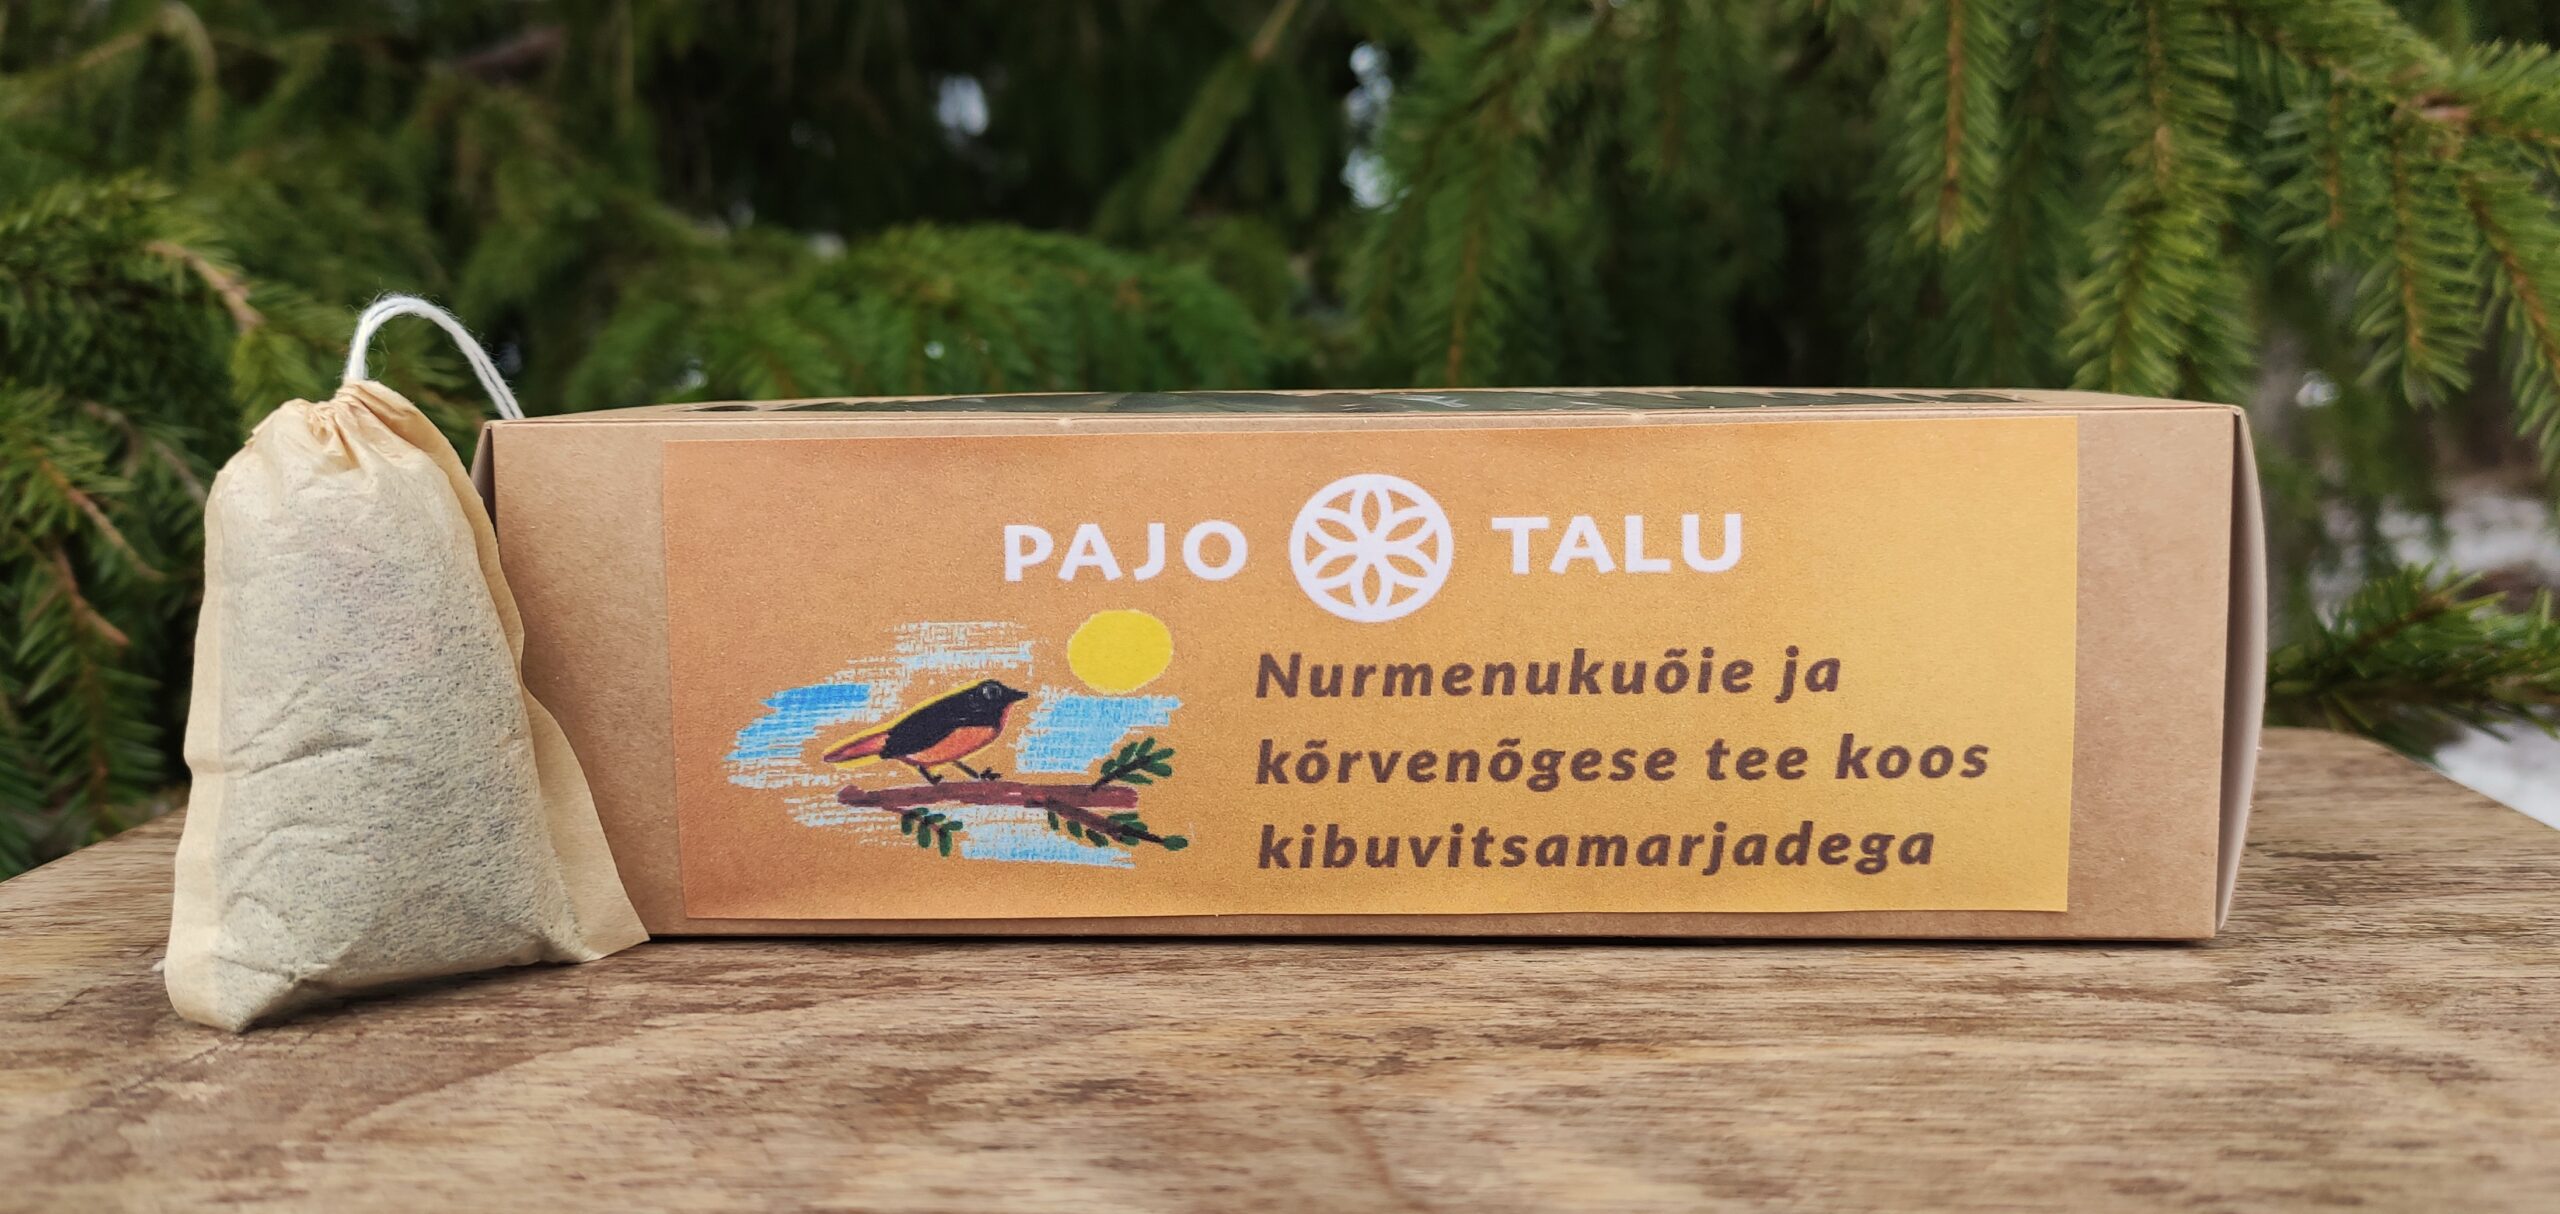 PAJO TALU
Nurmenukuõie ja
kõrvenõgese tee koos
kibuvitsamarjadega